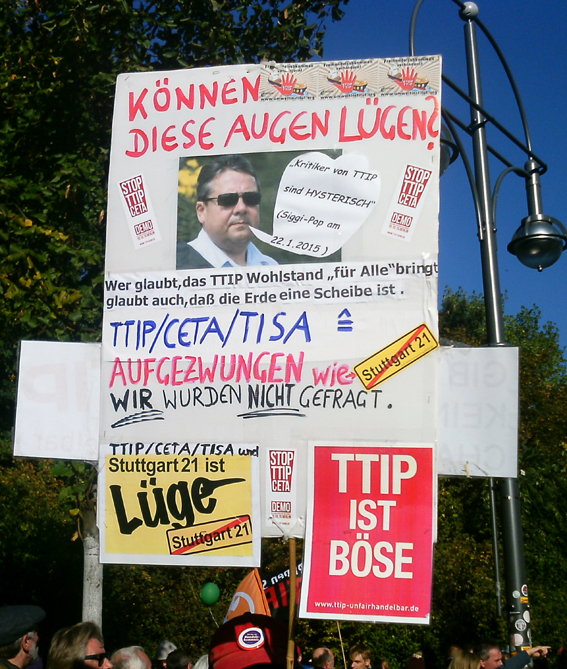 KÖNNEN
DIESE AUGEN LÜGEN?
„Kritiker von TTIP
sind HYSTERISCH"
(Siggi-Pop am
22.1.2015)
STOP
TTIP
CETA
DEMO
STOP
TTIP
CETA
DEMO
Wer glaubt,das TTIP Wohlstand „für Alle"bringt
glaubt auch,daß die Erde eine Scheibe ist.
TTIP/CETA/TISA ≙
AUFGEZWUNGEN wie
Stuttgart 21
WIR WURDEN NICHT GEFRAGT.
TTIP/CETA/TISA und
Stuttgart 21 ist
Lüge
Stuttgart 21
STOP
TTIP
CETA
DEMO
TTIP
IST
BÖSE
www.ttip-unfairhandelbar.de